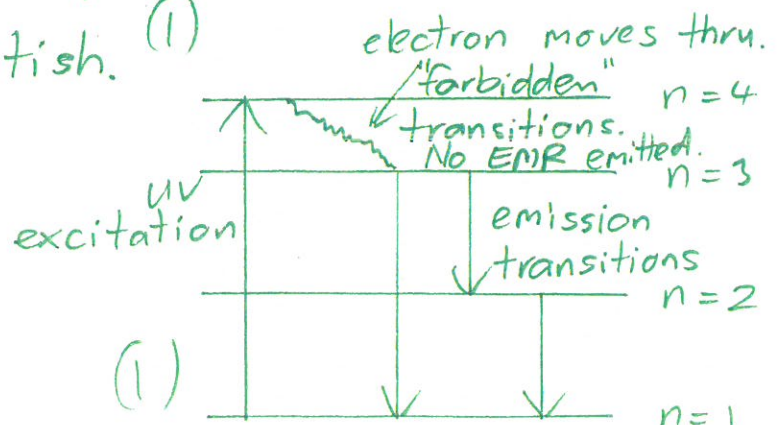 (1)
tish.
electron moves thru.
"forbidden"
n = 4
transitions.
No EMR emitted.
n = 3
uv
excitation
emission
transitions
n = 2
(1)
n = 1